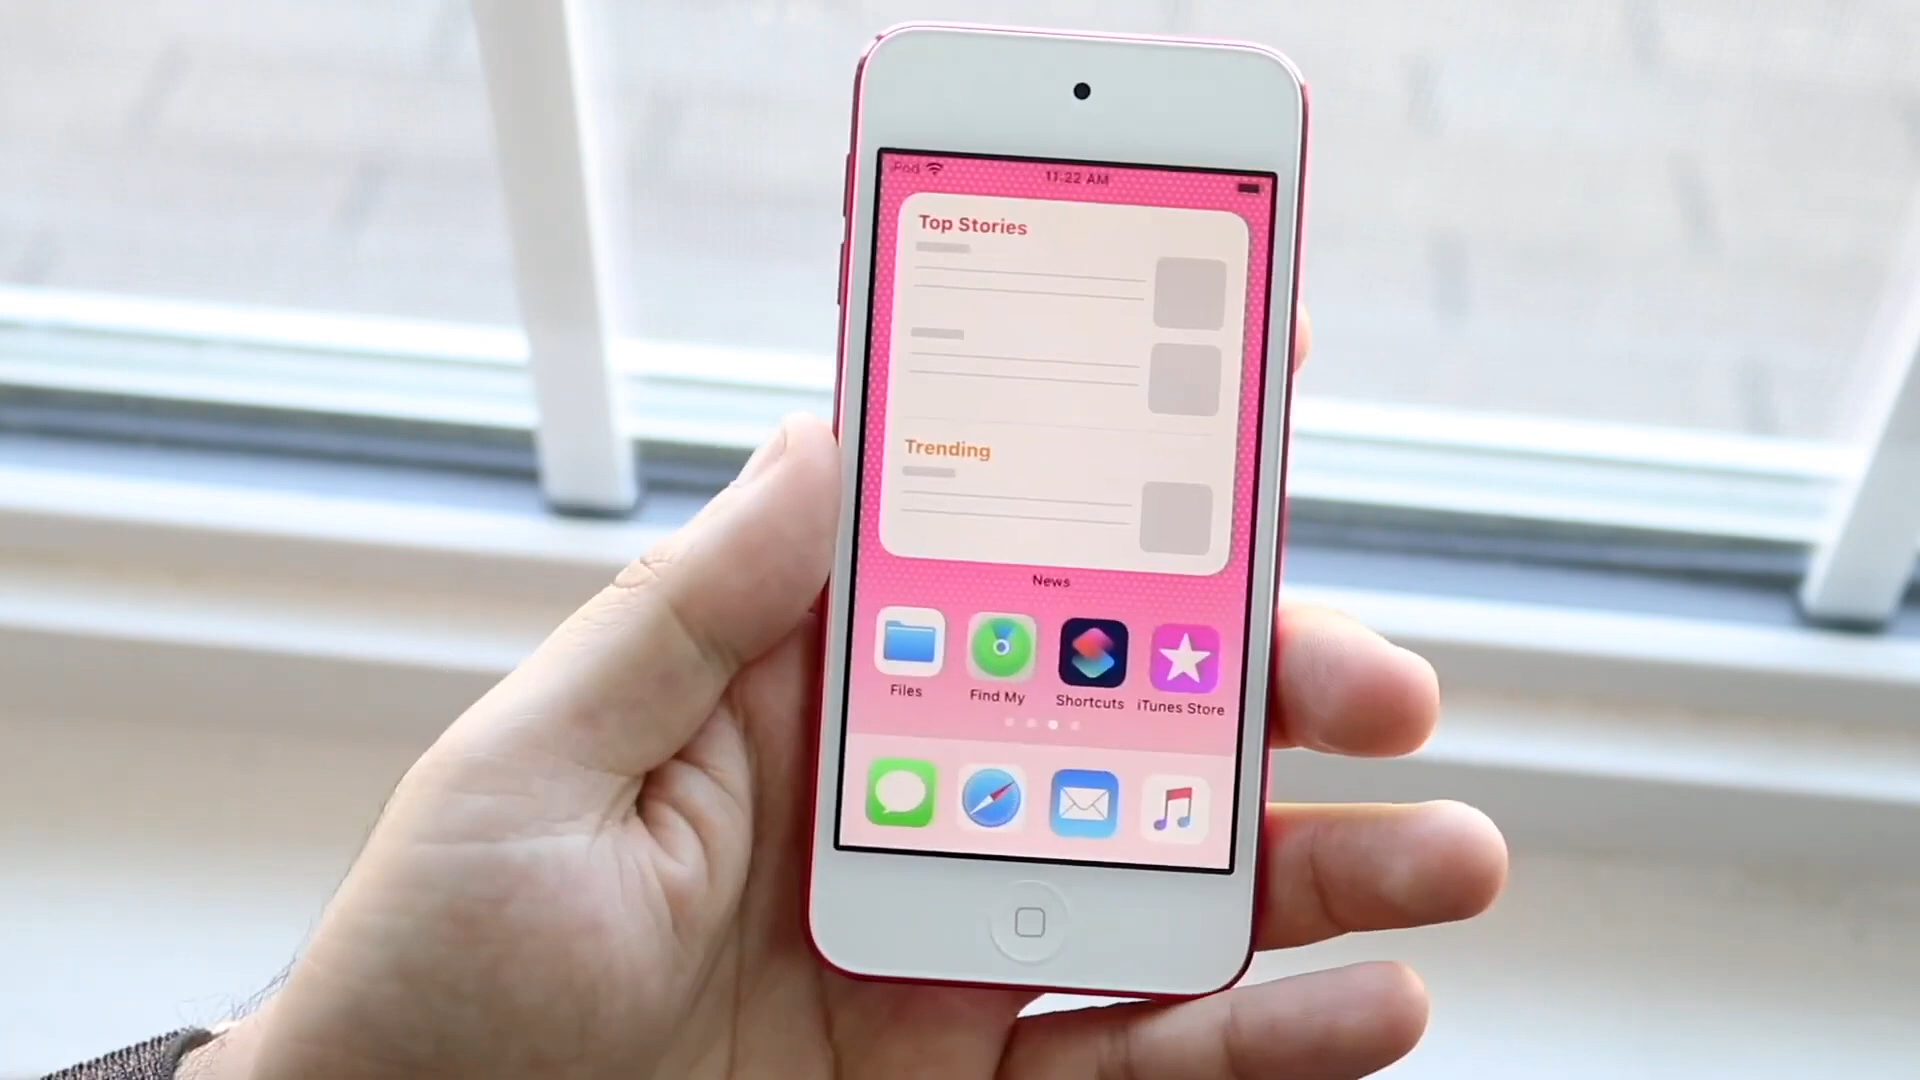 iPod 11:22 AM
Top Stories
Trending
News
Files Find My Shortcuts iTunes Store